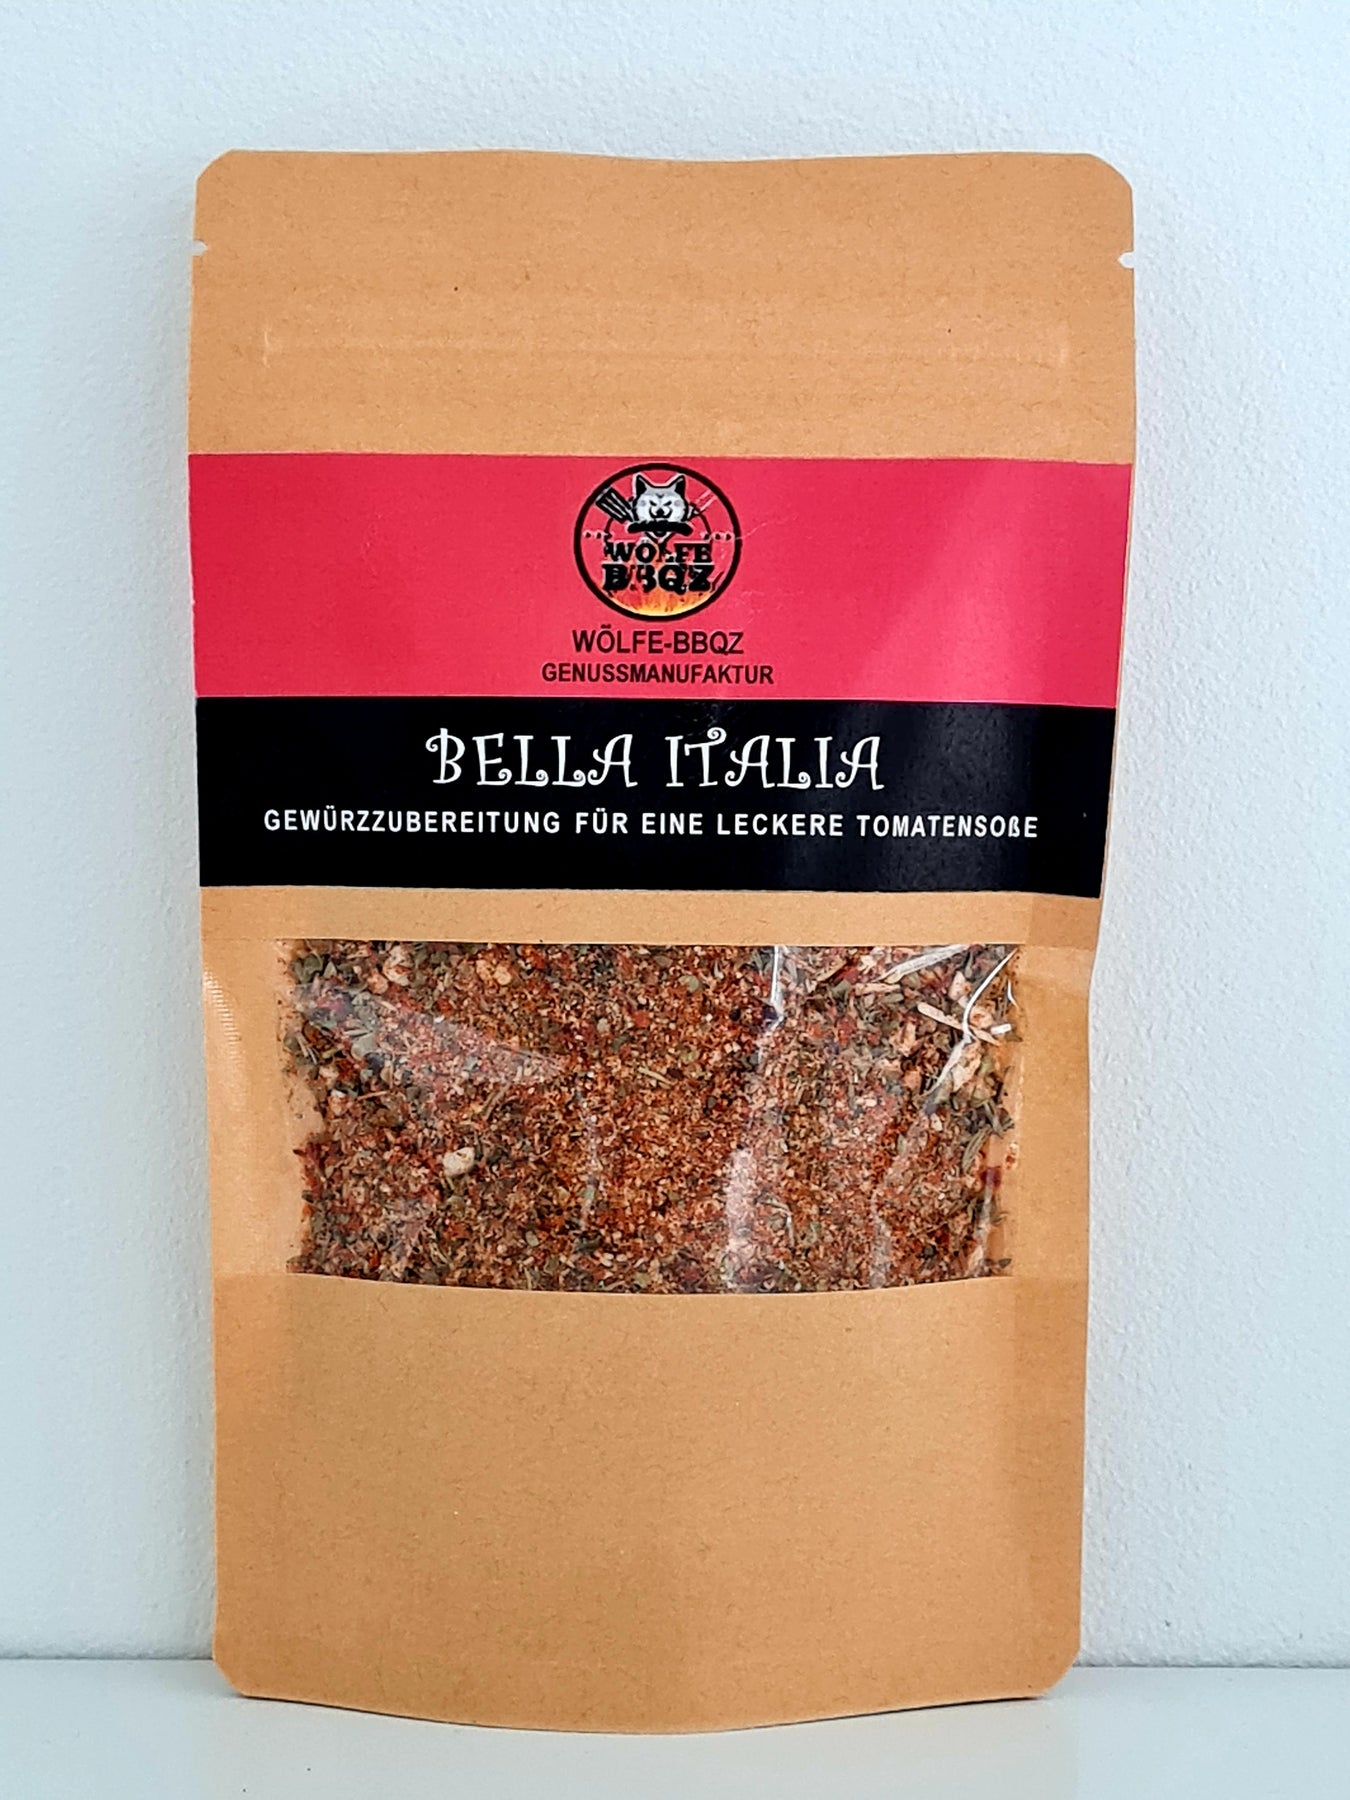 WÖLFE
BBQZ
WÖLFE-BBQZ
GENUSSMANUFAKTUR
BELLA ITALIA
GEWÜRZZUBEREITUNG FÜR EINE LECKERE TOMATENSOßE